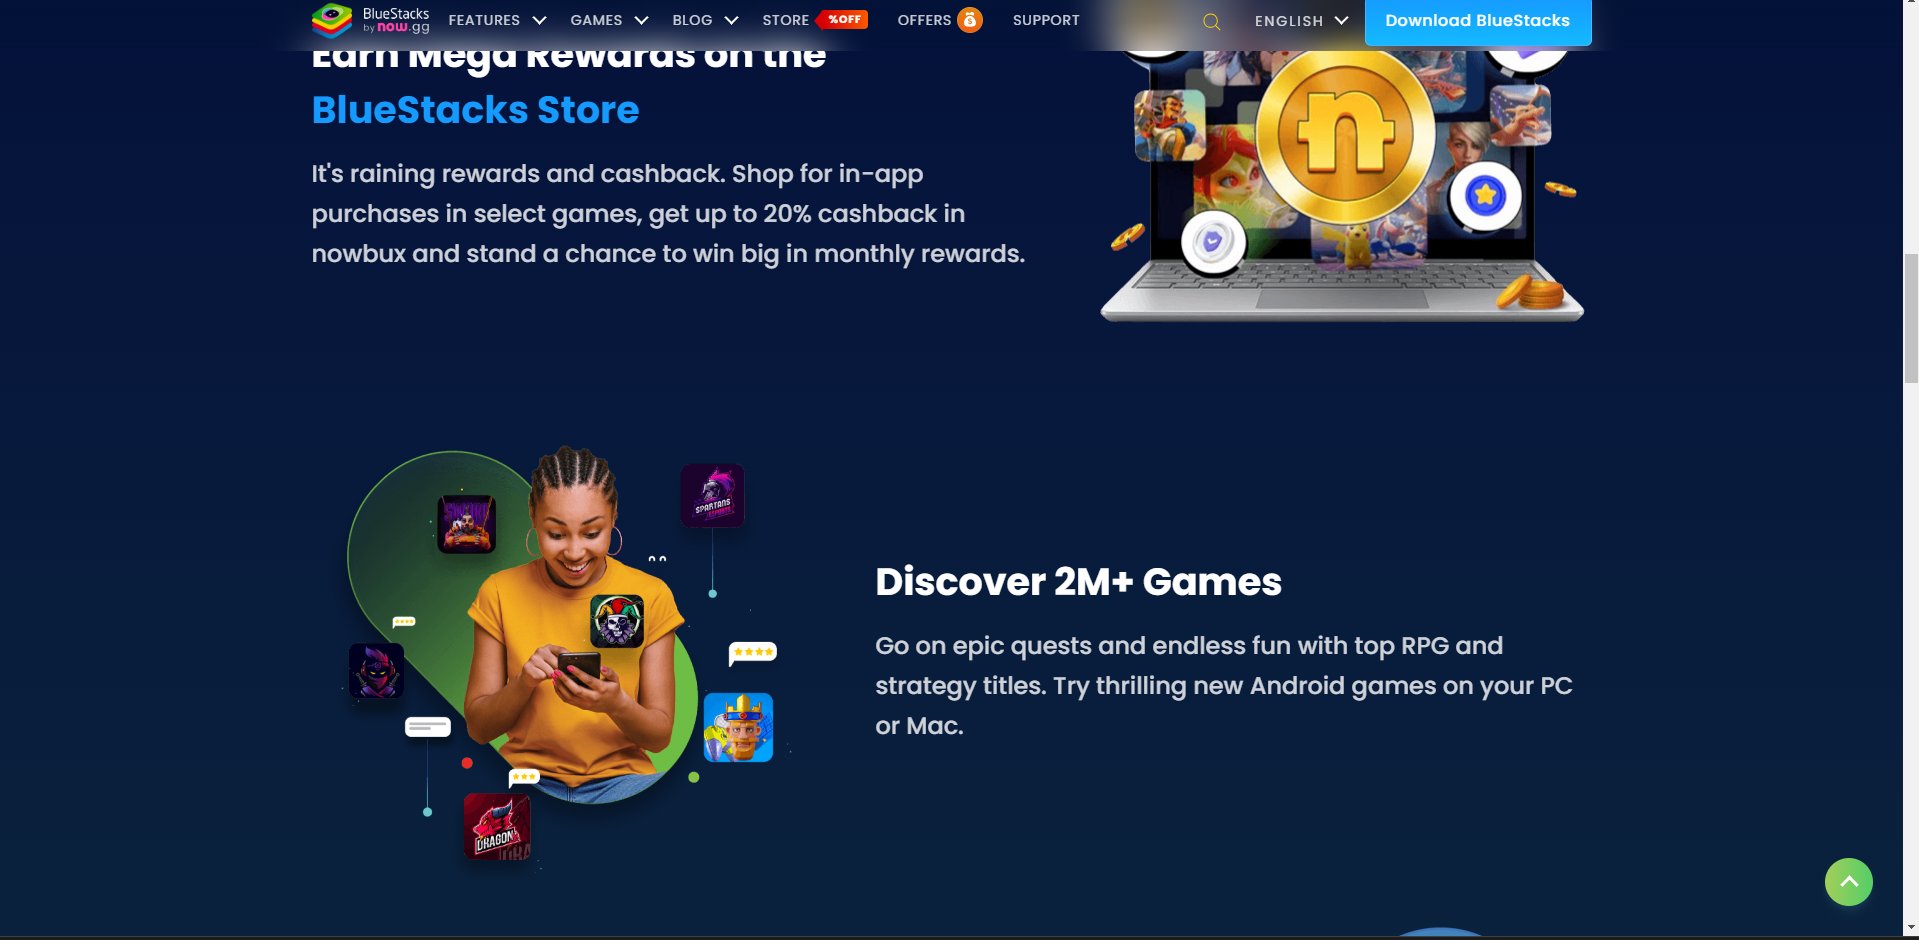 BlueStacks
by now.gg
FEATURES
GAMES
BLOG
STORE
%OFF
OFFERS
SUPPORT
ENGLISH
Download BlueStacks
Earn Mega Rewards on the
BlueStacks Store
It's raining rewards and cashback. Shop for in-app
purchases in select games, get up to 20% cashback in
nowbux and stand a chance to win big in monthly rewards.
n
SPARTANS
Discover 2M+ Games
Go on epic quests and endless fun with top RPG and
strategy titles. Try thrilling new Android games on your PC
or Mac.
DRAGON